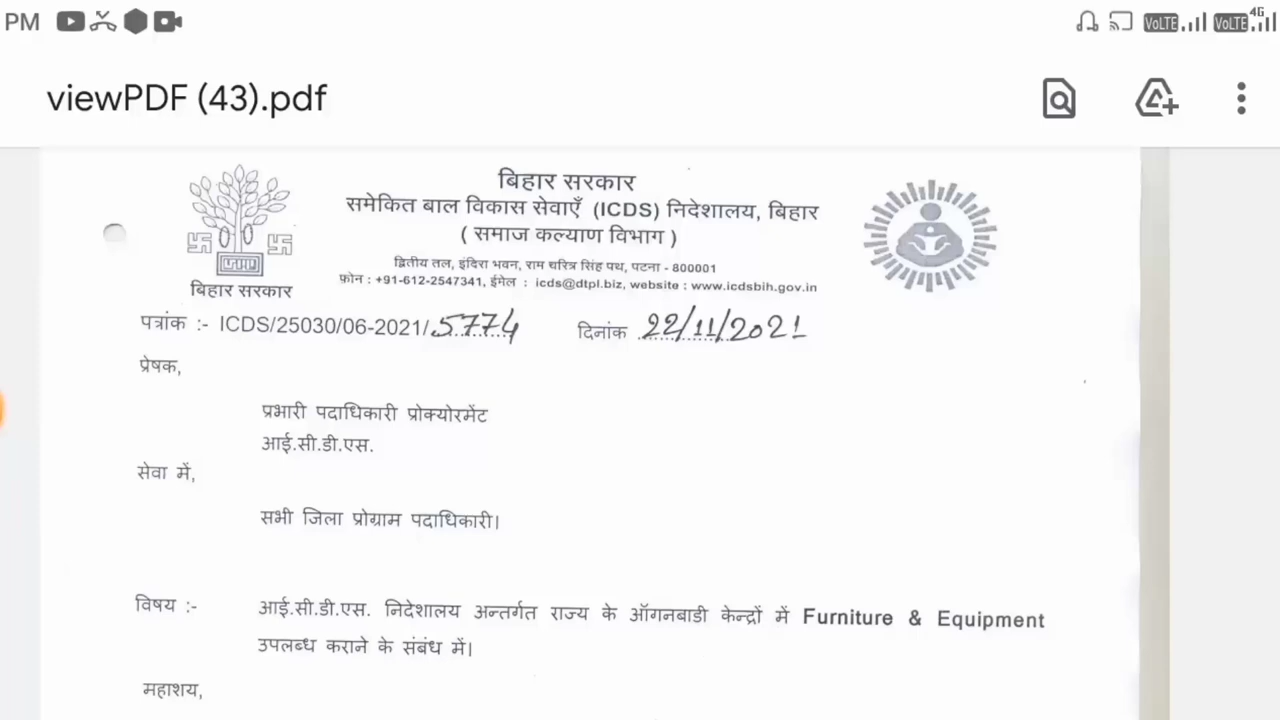 PM
VoLTE VoLTE 4G
viewPDF (43).pdf
बिहार सरकार
समेकित बाल विकास सेवाएँ (ICDS) निदेशालय, बिहार
( समाज कल्याण विभाग )
द्वितीय तल, इंदिरा भवन, राम चरित्र सिंह पथ, पटना - 800001
फ़ोन : +91-612-2547341, ईमेल : icds@dtpl.biz, website : www.icdsbih.gov.in
बिहार सरकार
पत्रांक :- ICDS/25030/06-2021/.5774 दिनांक 22/11/2021
प्रेषक,
प्रभारी पदाधिकारी प्रोक्योरमेंट
आई.सी.डी.एस.
सेवा में,
सभी जिला प्रोग्राम पदाधिकारी।
विषय :- आई.सी.डी.एस. निदेशालय अन्तर्गत राज्य के ऑगनबाडी केन्द्रों में Furniture & Equipment
उपलब्ध कराने के संबंध में।
महाशय,